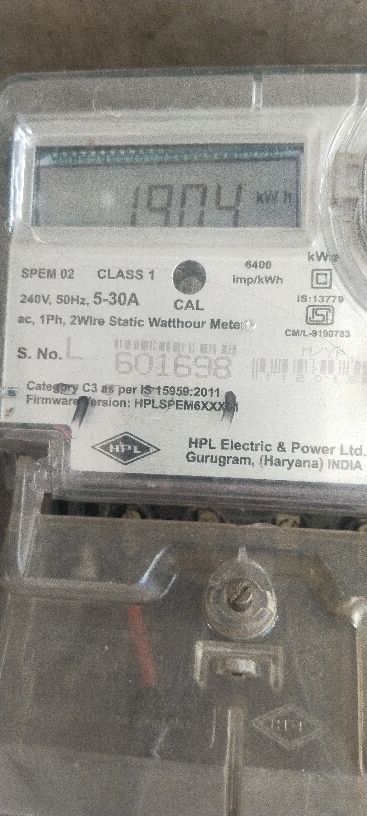 1904 kWh
SPEM 02 CLASS 1 6400 imp/kWh
240V, 50Hz, 5-30A CAL
IS:13779
ac, 1Ph, 2Wire Static Watthour Meter
CM/L-9190783
S. No. L 601698
Category C3 as per IS 15959:2011
Firmware Version: HPLSPEM6XXX
HPL HPL Electric & Power Ltd.
Gurugram, (Haryana) INDIA
HPL